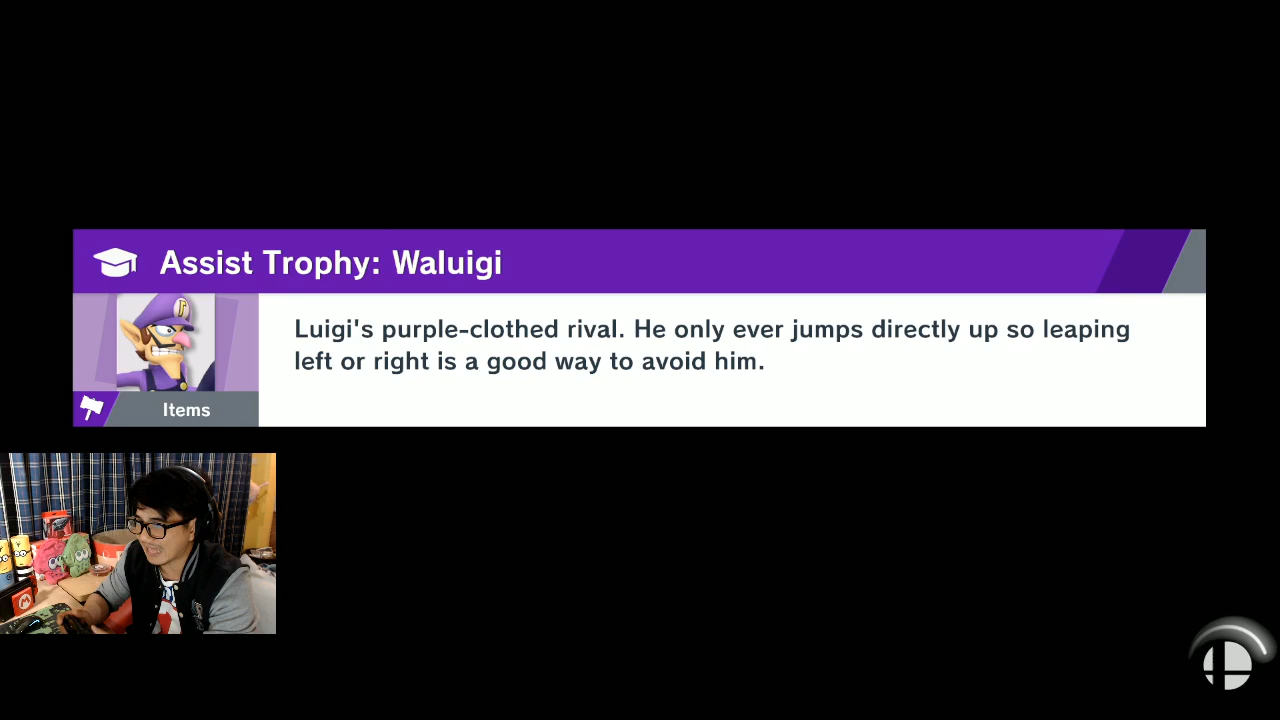 Assist Trophy: Waluigi
Luigi's purple-clothed rival. He only ever jumps directly up so leaping
left or right is a good way to avoid him.
Items